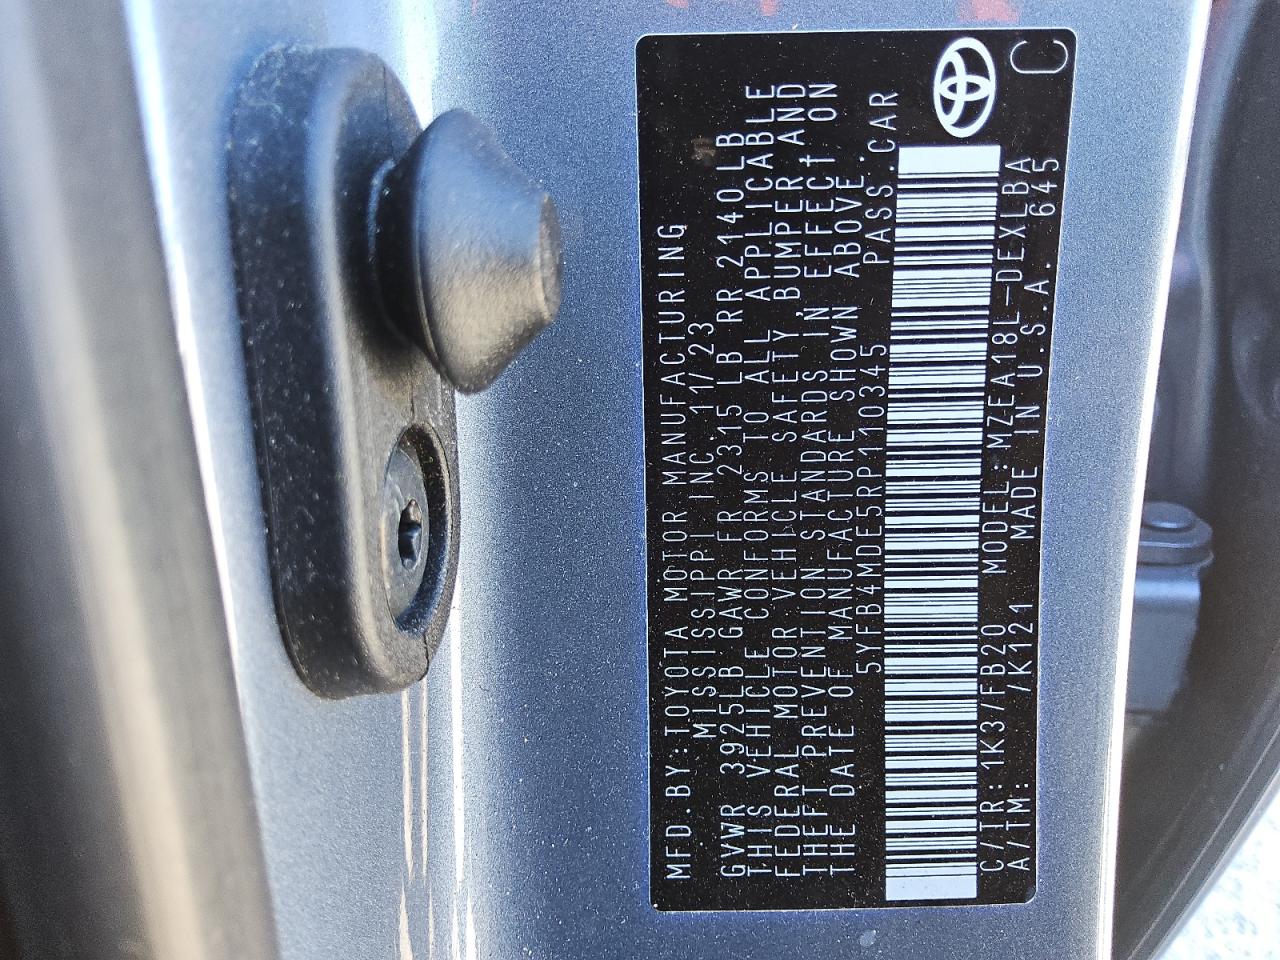 MFD.BY:TOYOTA MOTOR MANUFACTURING
MISSISSIPPI INC.11/23
GVWR 3925LB GAWR FR 2315 LB RR 2140LB
THIS VEHICLE CONFORMS TO ALL APPLICABLE
FEDERAL MOTOR VEHICLE SAFETY, BUMPER AND
THEFT PREVENTION STANDARDS IN EFFECT ON
THE DATE OF MANUFACTURE SHOWN ABOVE.
5YFB4MDE5RP110345 PASS.CAR
C/TR: 1K3/FB20 MODEL: MZEA18L-DEXLBA
A/TM: /K121 MADE IN U.S.A. 645
C